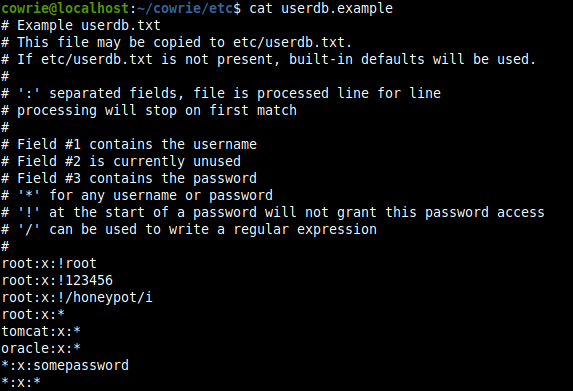 cowrie@localhost:~/cowrie/etc$ cat userdb.example
# Example userdb.txt
# This file may be copied to etc/userdb.txt.
# If etc/userdb.txt is not present, built-in defaults will be used.
#
# ':' separated fields, file is processed line for line
# processing will stop on first match
#
# Field #1 contains the username
# Field #2 is currently unused
# Field #3 contains the password
# '*' for any username or password
# '!' at the start of a password will not grant this password access
# '/' can be used to write a regular expression
#
root:x:!root
root:x:!123456
root:x:!/honeypot/i
root:x:*
tomcat:x:*
oracle:x:*
*:x:somepassword
*:x:*